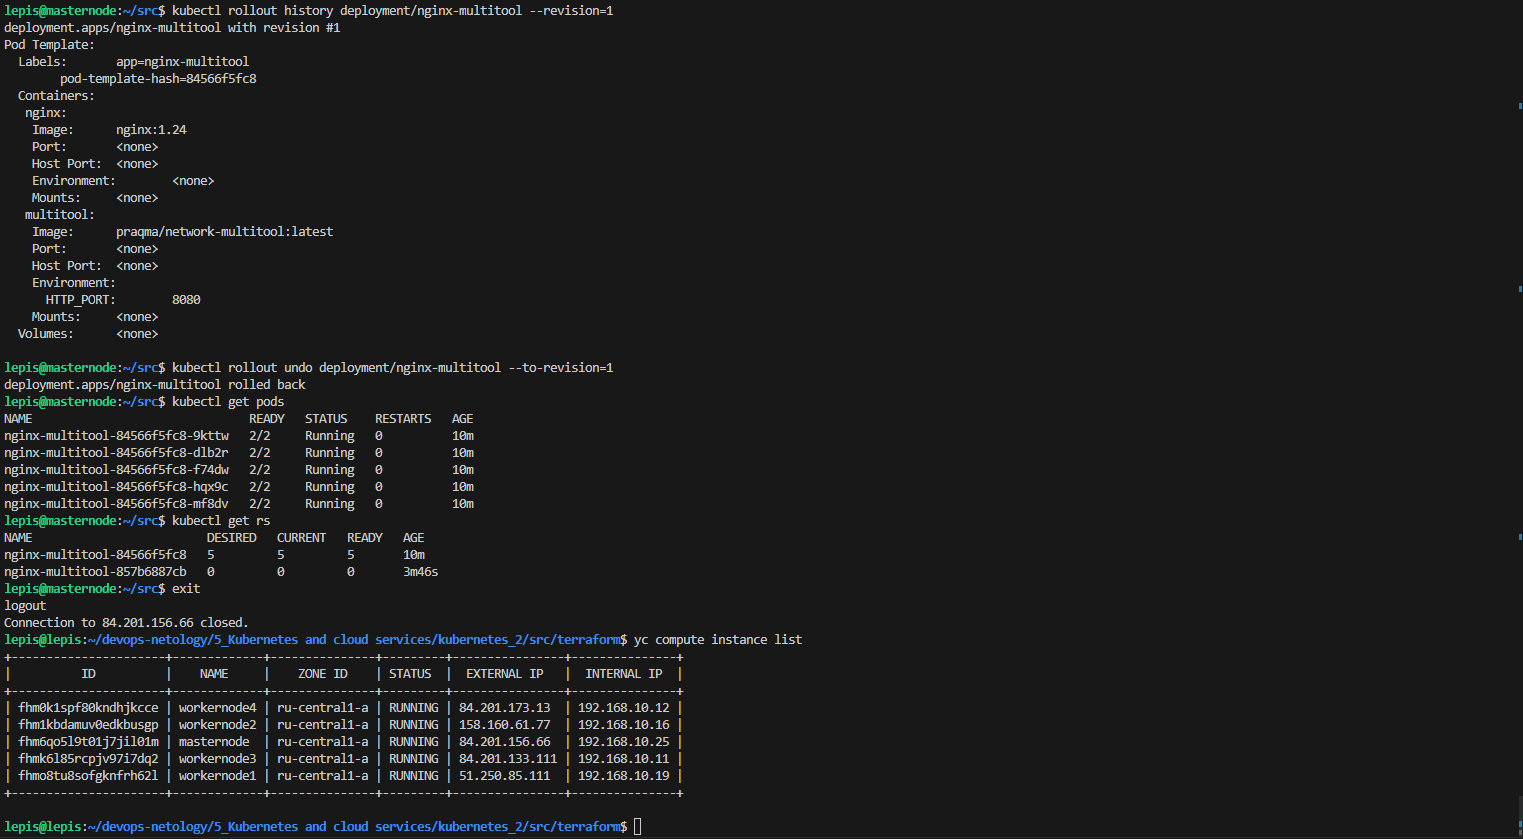 lepis@masternode:~/src$ kubectl rollout history deployment/nginx-multitool --revision=1
deployment.apps/nginx-multitool with revision #1
Pod Template:
  Labels:       app=nginx-multitool
        pod-template-hash=84566f5fc8
  Containers:
   nginx:
    Image:      nginx:1.24
    Port:       <none>
    Host Port:  <none>
    Environment:        <none>
    Mounts:     <none>
   multitool:
    Image:      praqma/network-multitool:latest
    Port:       <none>
    Host Port:  <none>
    Environment:
      HTTP_PORT:        8080
    Mounts:     <none>
  Volumes:      <none>
lepis@masternode:~/src$ kubectl rollout undo deployment/nginx-multitool --to-revision=1
deployment.apps/nginx-multitool rolled back
lepis@masternode:~/src$ kubectl get pods
NAME                               READY   STATUS    RESTARTS   AGE
nginx-multitool-84566f5fc8-9kttw   2/2     Running   0          10m
nginx-multitool-84566f5fc8-dlb2r   2/2     Running   0          10m
nginx-multitool-84566f5fc8-f74dw   2/2     Running   0          10m
nginx-multitool-84566f5fc8-hqx9c   2/2     Running   0          10m
nginx-multitool-84566f5fc8-mf8dv   2/2     Running   0          10m
lepis@masternode:~/src$ kubectl get rs
NAME                         DESIRED   CURRENT   READY   AGE
nginx-multitool-84566f5fc8   5         5         5       10m
nginx-multitool-857b6887cb   0         0         0       3m46s
lepis@masternode:~/src$ exit
logout
Connection to 84.201.156.66 closed.
lepis@lepis:~/devops-netology/5_Kubernetes and cloud services/kubernetes_2/src/terraform$ yc compute instance list
+----------------------+-------------+---------------+---------+----------------+---------------+
|          ID          |    NAME     |    ZONE ID    | STATUS  |  EXTERNAL IP   |  INTERNAL IP  |
+----------------------+-------------+---------------+---------+----------------+---------------+
| fhm0k1spf80kndhjkcce | workernode4 | ru-central1-a | RUNNING | 84.201.173.13  | 192.168.10.12 |
| fhm1kbdamuv0edkbusgp | workernode2 | ru-central1-a | RUNNING | 158.160.61.77  | 192.168.10.16 |
| fhm6qo5l9t01j7jil01m | masternode  | ru-central1-a | RUNNING | 84.201.156.66  | 192.168.10.25 |
| fhmk6l85rcpjv97i7dq2 | workernode3 | ru-central1-a | RUNNING | 84.201.133.111 | 192.168.10.11 |
| fhmo8tu8sofgknfrh62l | workernode1 | ru-central1-a | RUNNING | 51.250.85.111  | 192.168.10.19 |
+----------------------+-------------+---------------+---------+----------------+---------------+
lepis@lepis:~/devops-netology/5_Kubernetes and cloud services/kubernetes_2/src/terraform$